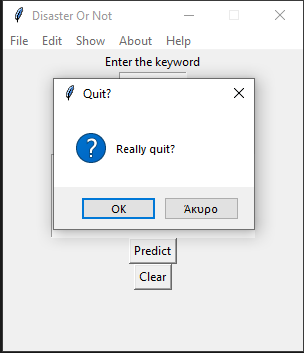 Disaster Or Not
File Edit Show About Help
Enter the keyword
Quit?
Really quit?
OK Άκυρο
Predict
Clear